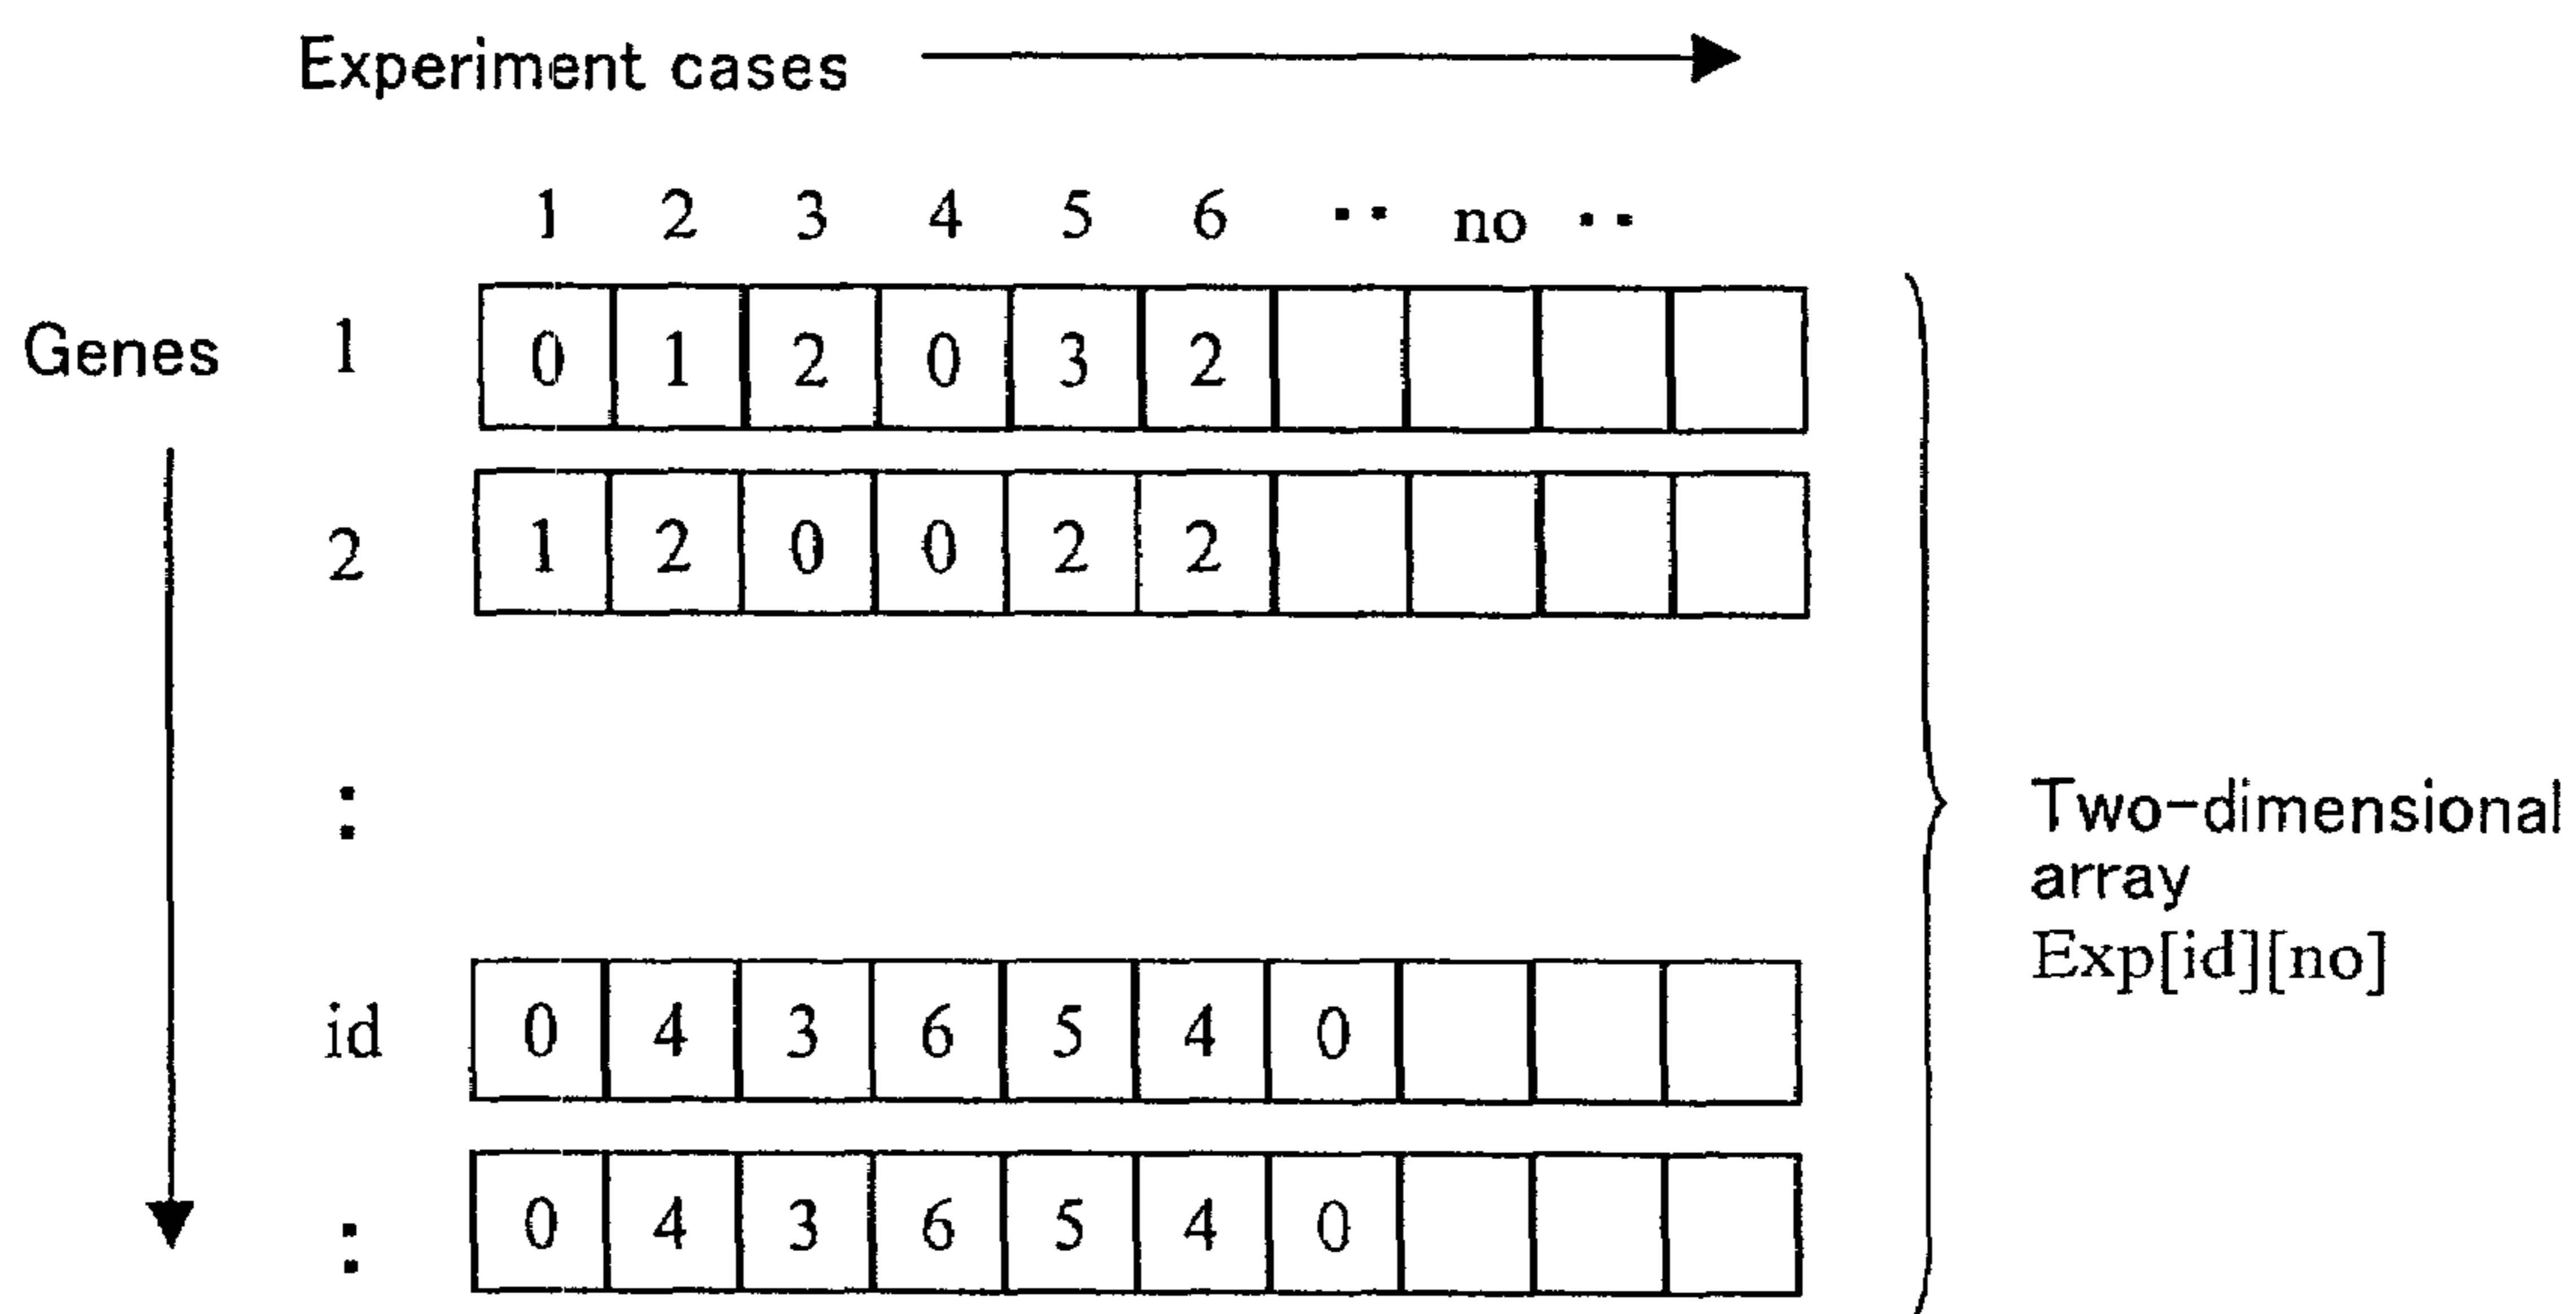 Experiment cases
1 2 3 4 5 6 ·· no ··
Genes 1 0 1 2 0 3 2
2 1 2 0 0 2 2
:
Two-dimensional
array
Exp[id][no]
id 0 4 3 6 5 4 0
: 0 4 3 6 5 4 0